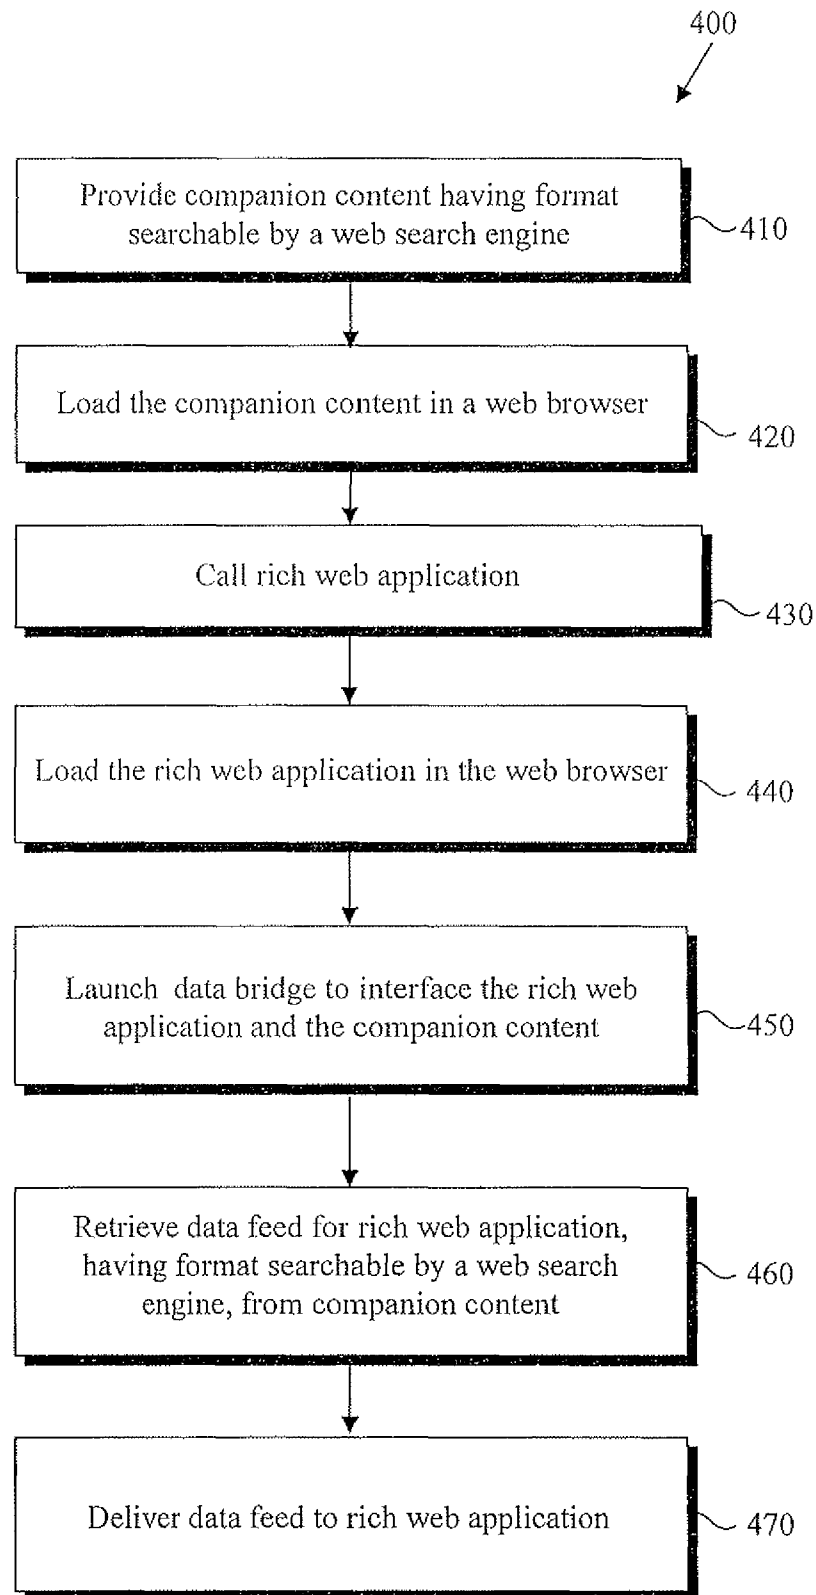 400
Provide companion content having format
searchable by a web search engine
410
Load the companion content in a web browser
420
Call rich web application
430
Load the rich web application in the web browser
440
Launch data bridge to interface the rich web
application and the companion content
450
Retrieve data feed for rich web application,
having format searchable by a web search
engine, from companion content
460
Deliver data feed to rich web application
470